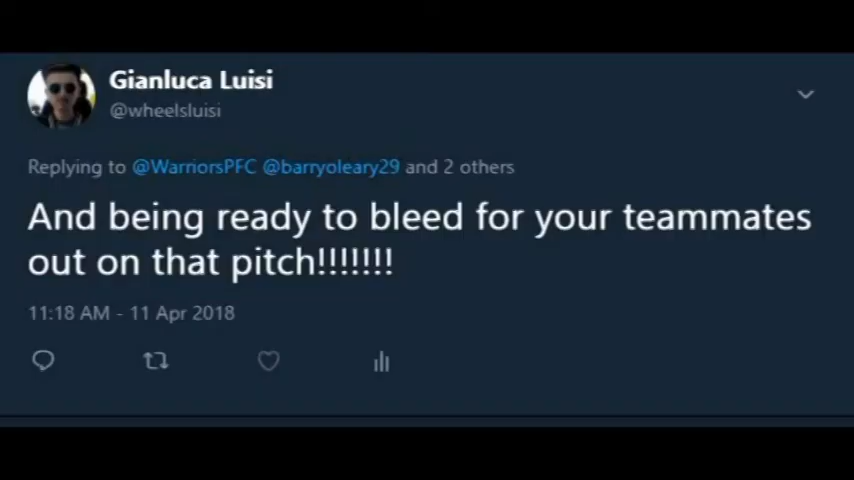 Gianluca Luisi
@wheelsluisi
Replying to @WarriorsPFC @barryoleary29 and 2 others
And being ready to bleed for your teammates
out on that pitch!!!!!!!
11:18 AM - 11 Apr 2018